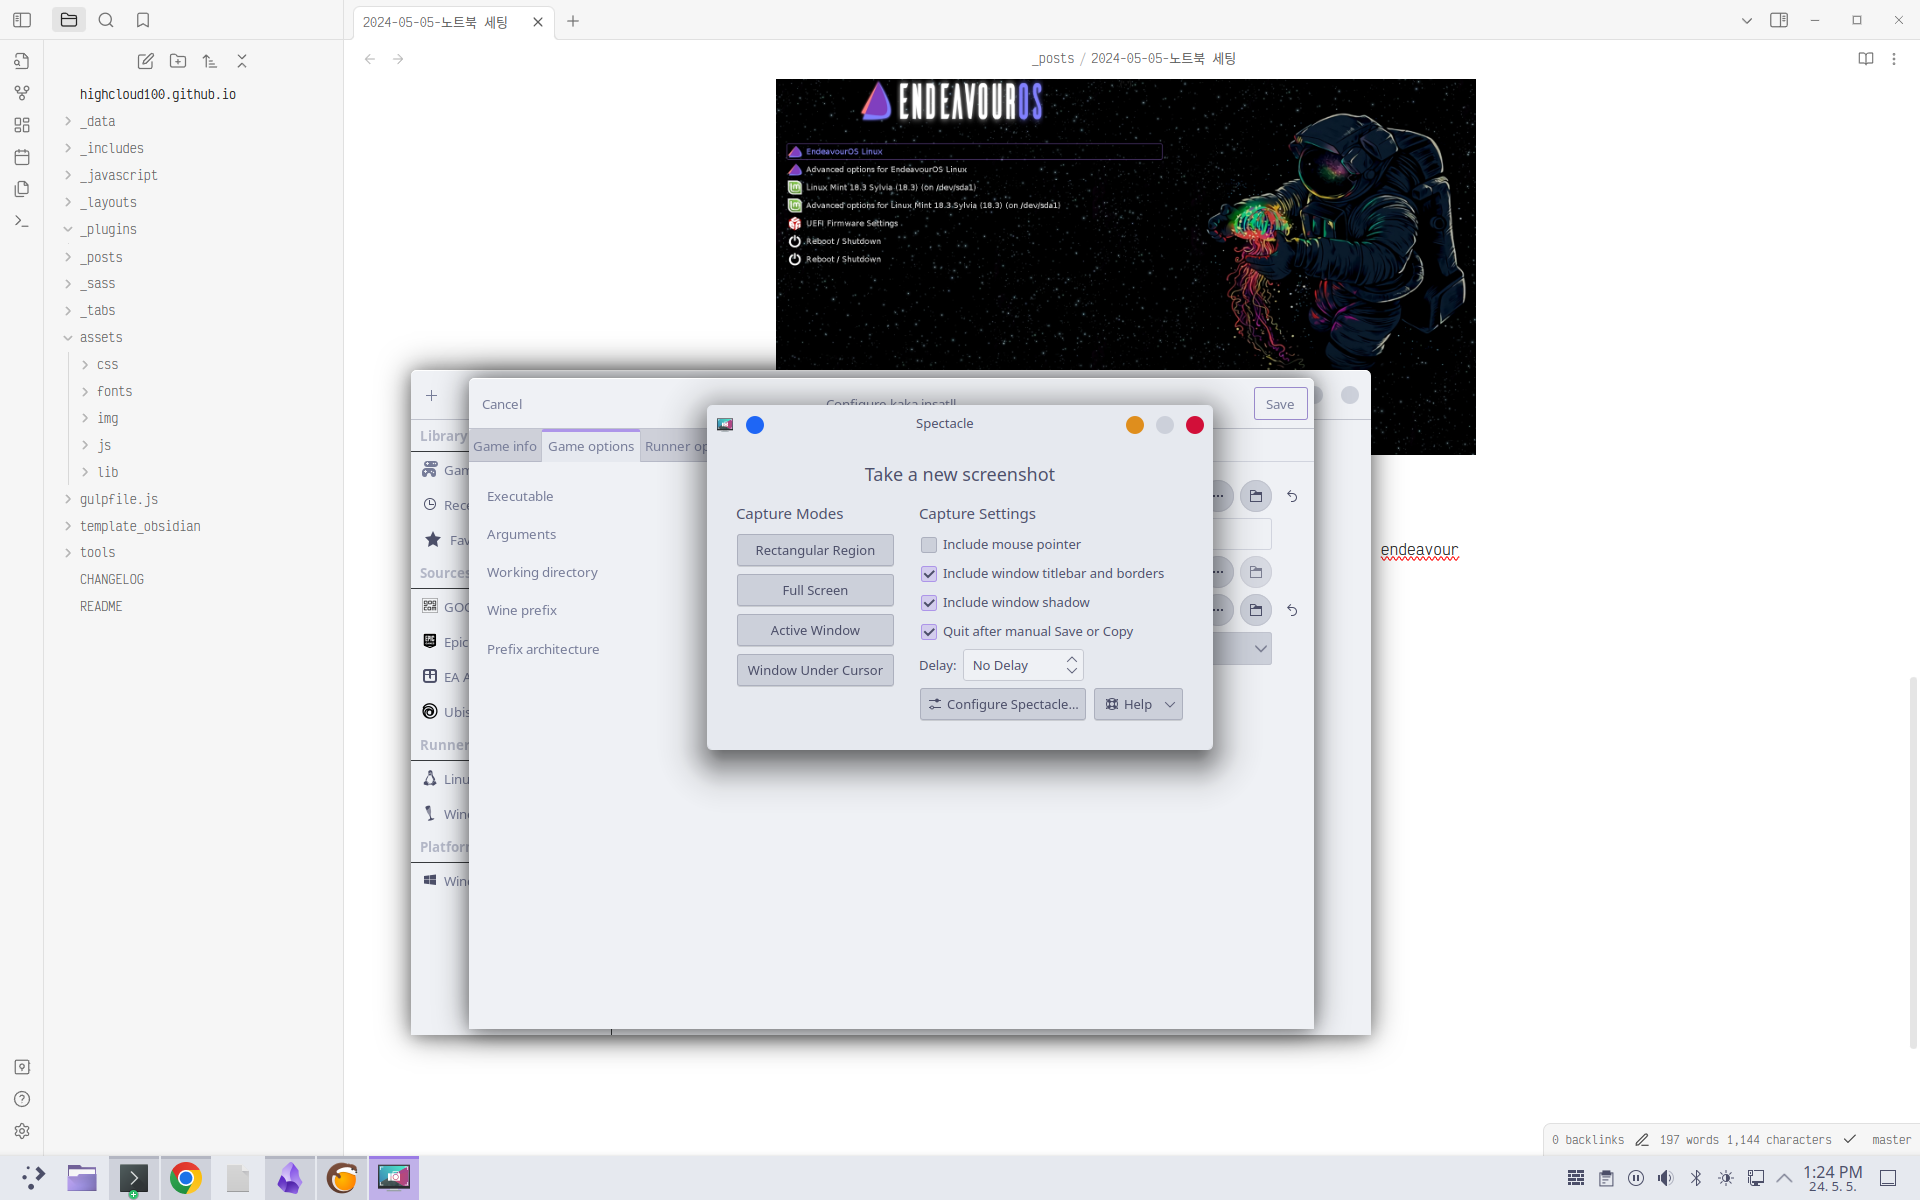 2024-05-05-노트북 세팅
_posts / 2024-05-05-노트북 세팅
highcloud100.github.io
_data
_includes
_javascript
_layouts
_plugins
_posts
_sass
_tabs
assets
css
fonts
img
js
lib
gulpfile.js
template_obsidian
tools
CHANGELOG
README
ENDEAVOUROS
EndeavourOS Linux
Advanced options for EndeavourOS Linux
Linux Mint 18.3 Sylvia (18.3) (on /dev/sda1)
Advanced options for Linux Mint 18.3 Sylvia (18.3) (on /dev/sda1)
UEFI Firmware Settings
Reboot / Shutdown
Reboot / Shutdown
endeavour
Library
Gam
Rece
Fav
Sources
GOG
Epic
EA A
Ubis
Runner
Linu
Wine
Platfor
Wind
Cancel
Configure kaka insatll
Save
Game info
Game options
Runner op
Executable
Arguments
Working directory
Wine prefix
Prefix architecture
Spectacle
Take a new screenshot
Capture Modes
Rectangular Region
Full Screen
Active Window
Window Under Cursor
Capture Settings
Include mouse pointer
Include window titlebar and borders
Include window shadow
Quit after manual Save or Copy
Delay: No Delay
Configure Spectacle...
Help
0 backlinks 197 words 1,144 characters master
1:24 PM
24. 5. 5.